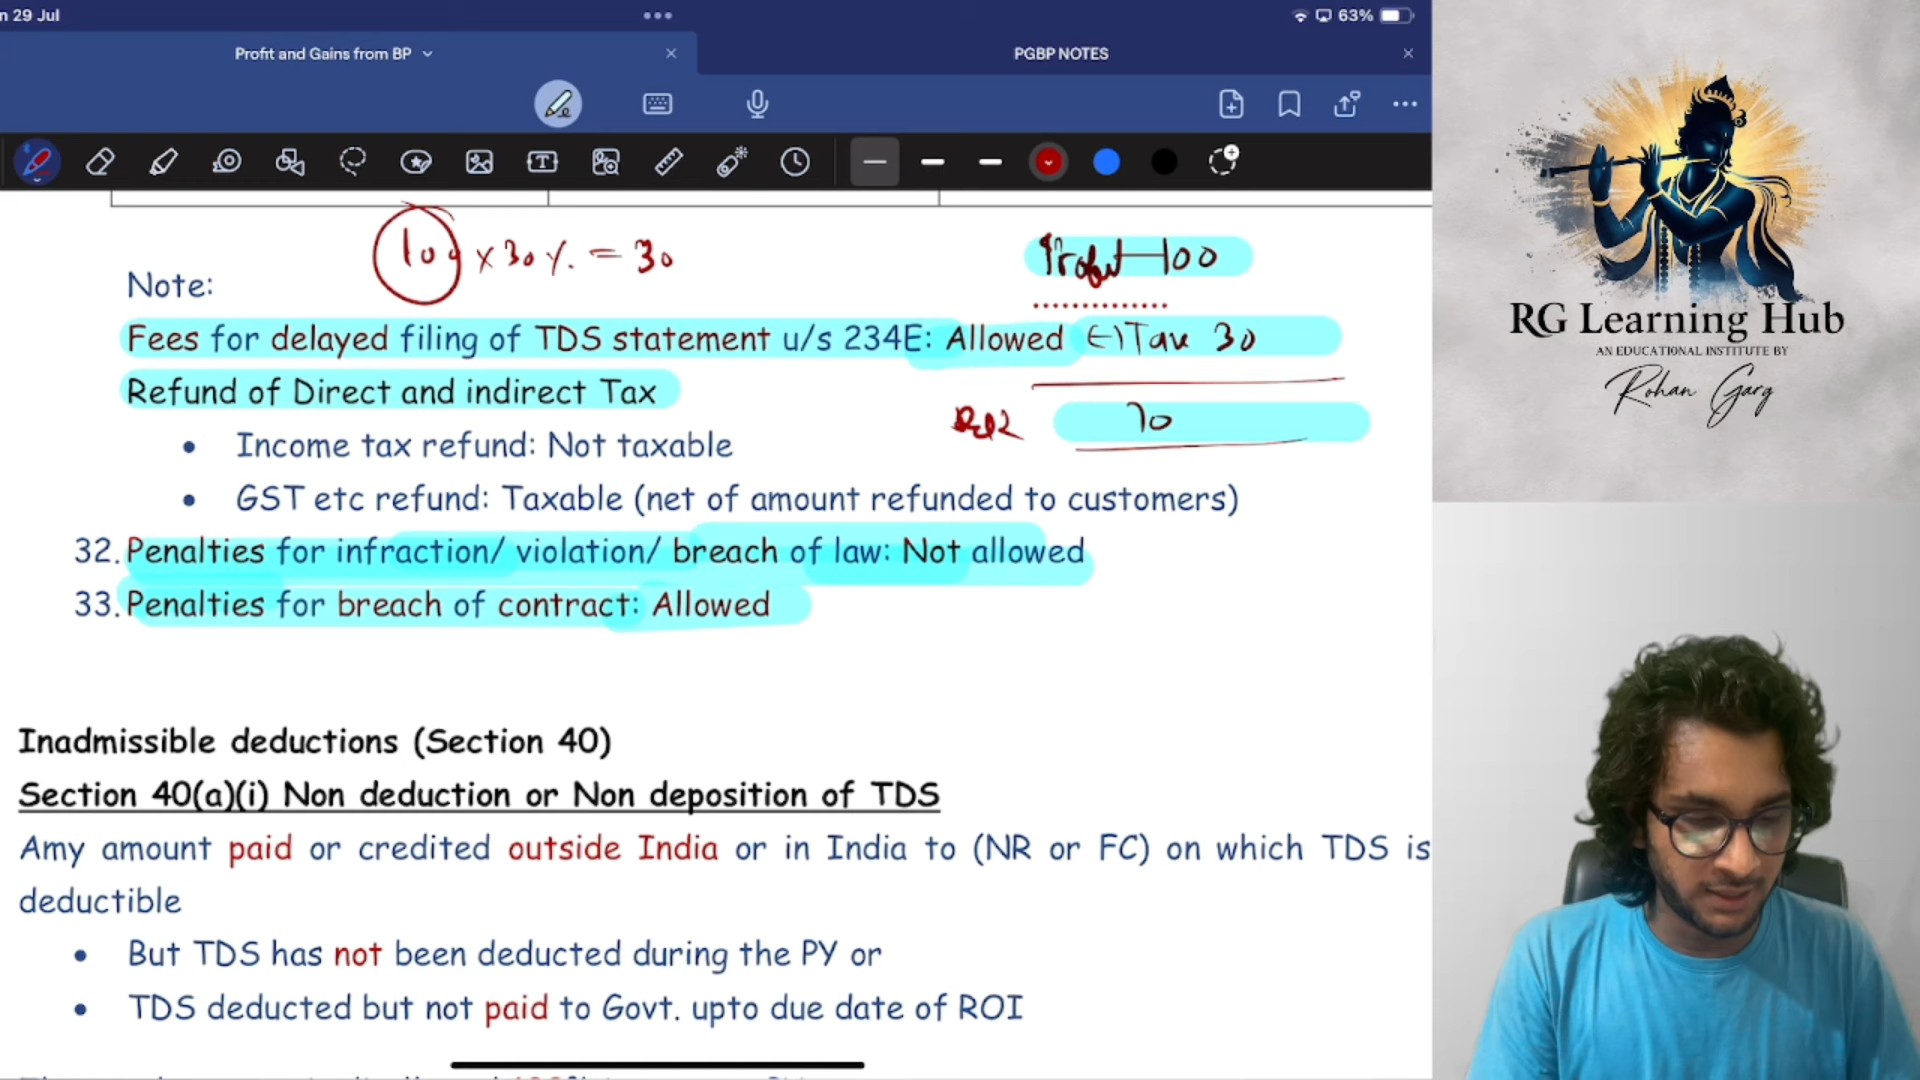 n 29 Jul
63%
Profit and Gains from BP
PGBP NOTES
100 x 30 % = 30
Profit 100
Note:
Fees for delayed filing of TDS statement u/s 234E: Allowed (-) Tax 30
Refund of Direct and indirect Tax
70
• Income tax refund: Not taxable
• GST etc refund: Taxable (net of amount refunded to customers)
32. Penalties for infraction/ violation/ breach of law: Not allowed
33. Penalties for breach of contract: Allowed
Inadmissible deductions (Section 40)
Section 40(a)(i) Non deduction or Non deposition of TDS
Amy amount paid or credited outside India or in India to (NR or FC) on which TDS is
deductible
• But TDS has not been deducted during the PY or
• TDS deducted but not paid to Govt. upto due date of ROI
RG Learning Hub
AN EDUCATIONAL INSTITUTE BY
Rohan Garg